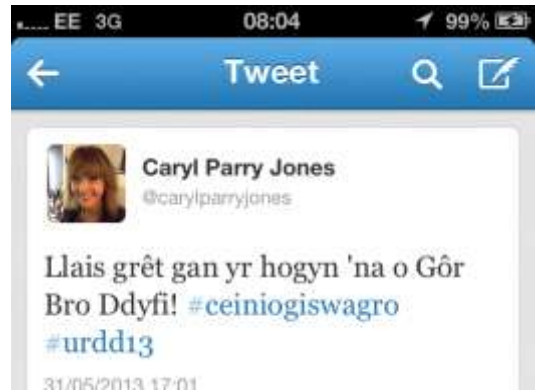 EE 3G 08:04 99%
Tweet
Caryl Parry Jones
@carylparryjones
Llais grêt gan yr hogyn 'na o Gôr
Bro Ddyfi! #ceiniogiswagro
#urdd13
31/05/2013 17:01